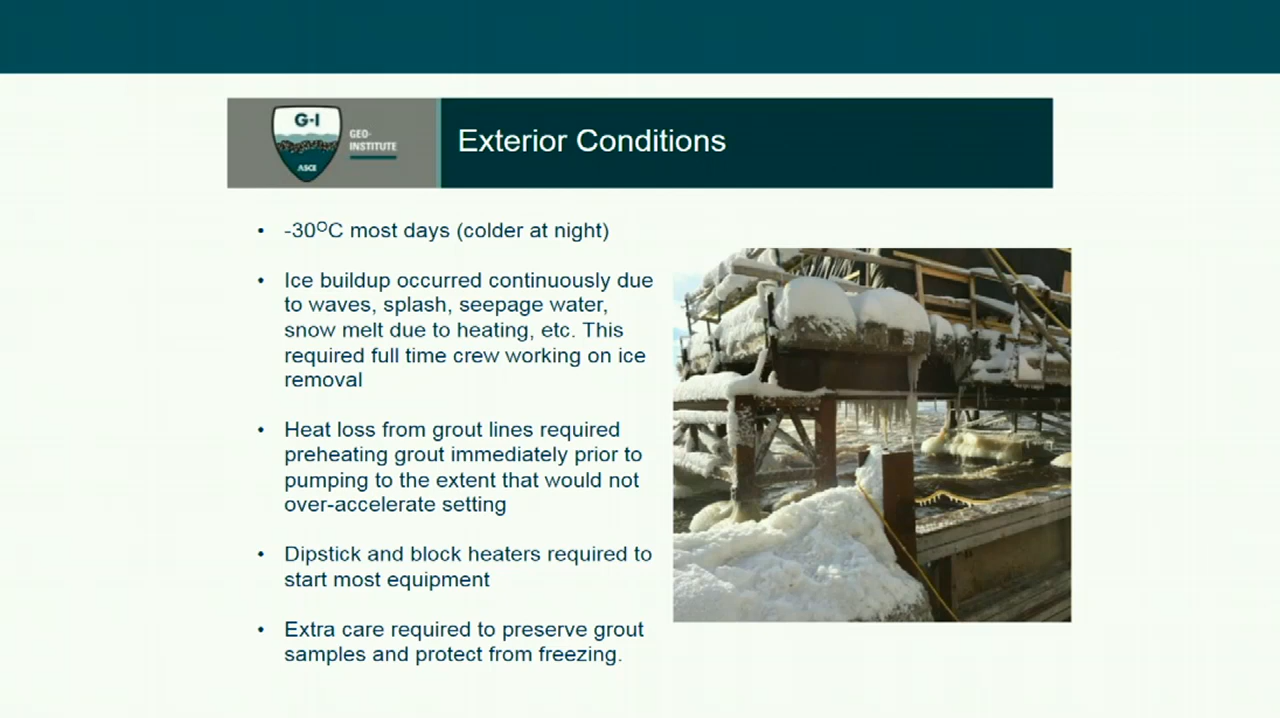 G-I
GEO-
INSTITUTE
ASCE
Exterior Conditions
• -30ᴼC most days (colder at night)
• Ice buildup occurred continuously due
to waves, splash, seepage water,
snow melt due to heating, etc. This
required full time crew working on ice
removal
• Heat loss from grout lines required
preheating grout immediately prior to
pumping to the extent that would not
over-accelerate setting
• Dipstick and block heaters required to
start most equipment
• Extra care required to preserve grout
samples and protect from freezing.